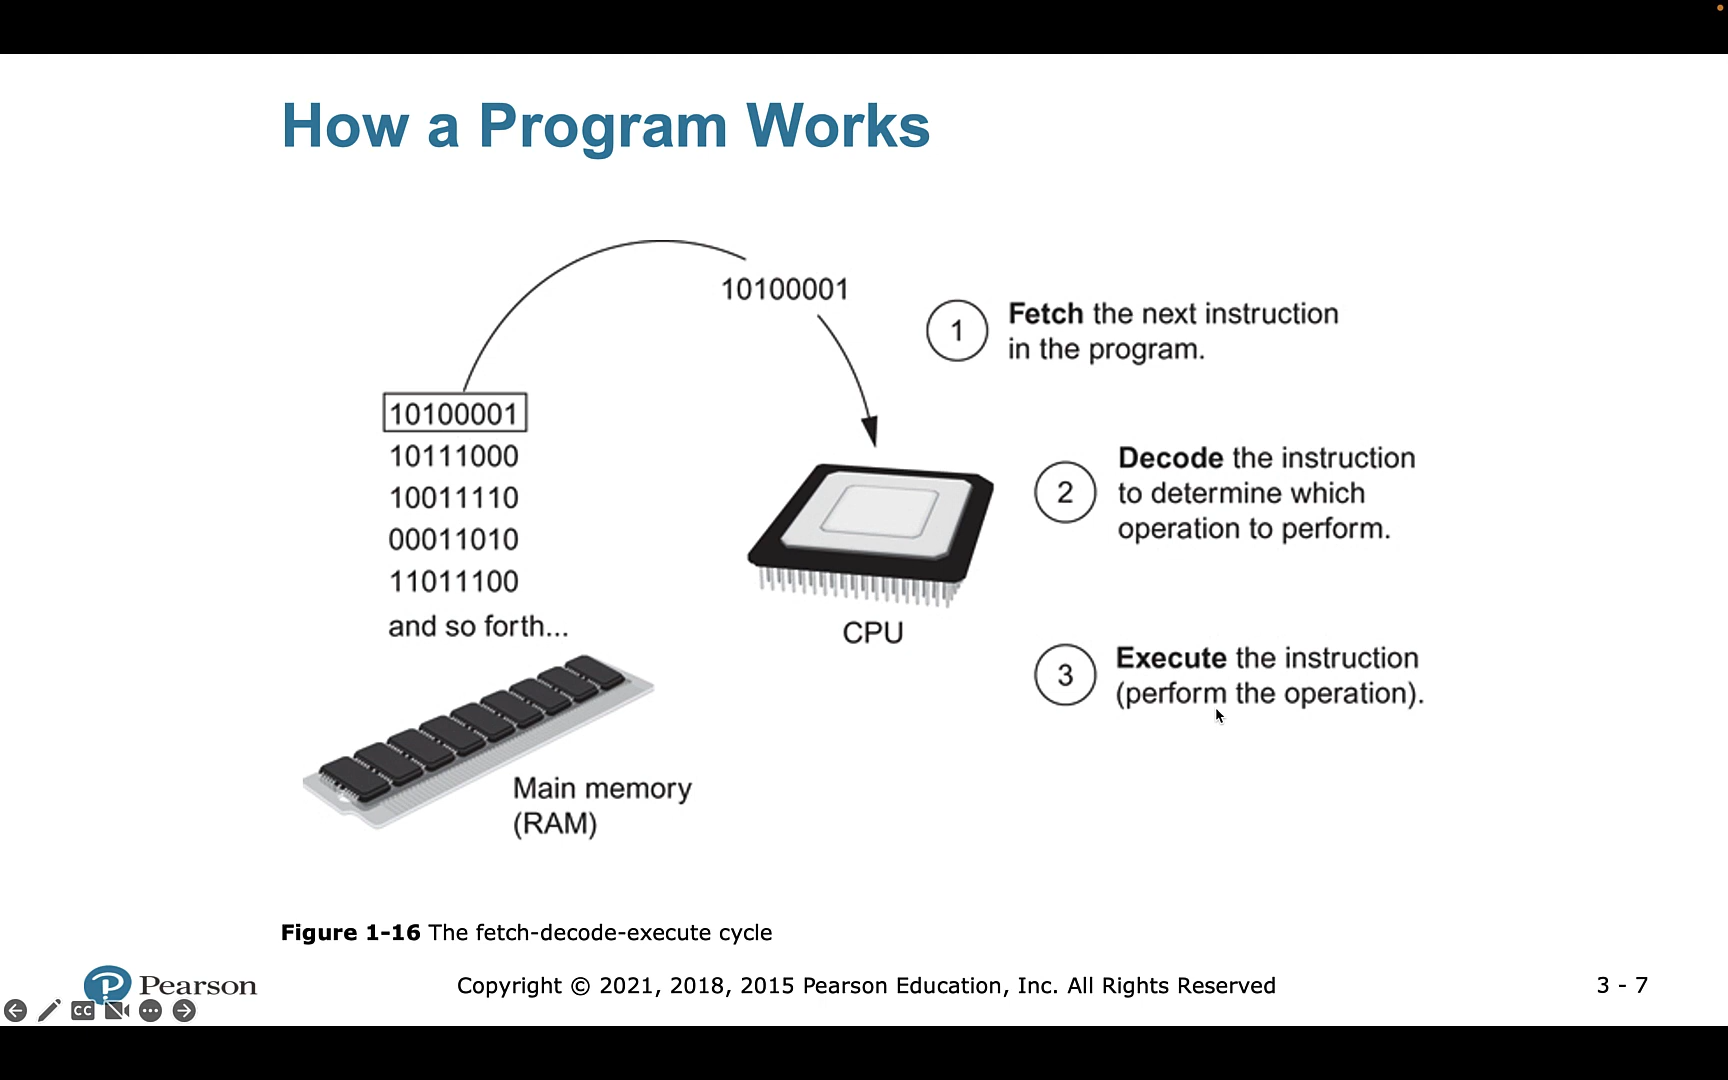 How a Program Works
10100001
10100001
10111000
10011110
00011010
11011100
and so forth...
Main memory
(RAM)
CPU
1
Fetch the next instruction
in the program.
2
Decode the instruction
to determine which
operation to perform.
3
Execute the instruction
(perform the operation).
Figure 1-16 The fetch-decode-execute cycle
P Pearson
Copyright © 2021, 2018, 2015 Pearson Education, Inc. All Rights Reserved
3 - 7
CC